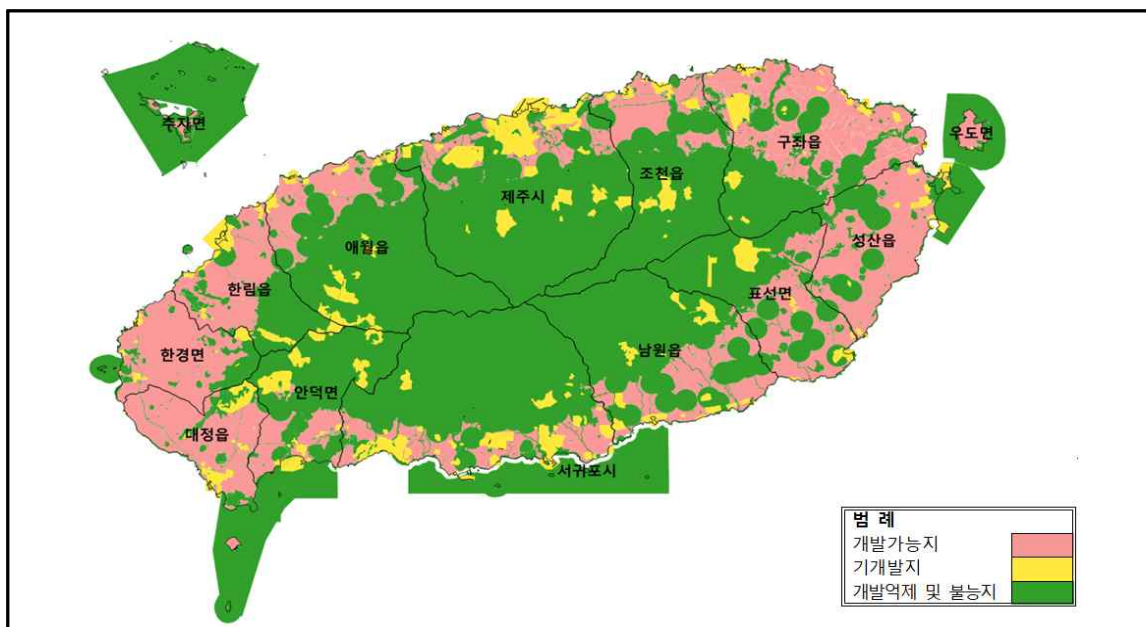 추자면
우도면
구좌읍
조천읍
제주시
성산읍
애월읍
한림읍
표선면
남원읍
한경면
안덕면
대정읍
서귀포시
범 례
개발가능지
기개발지
개발억제 및 불능지